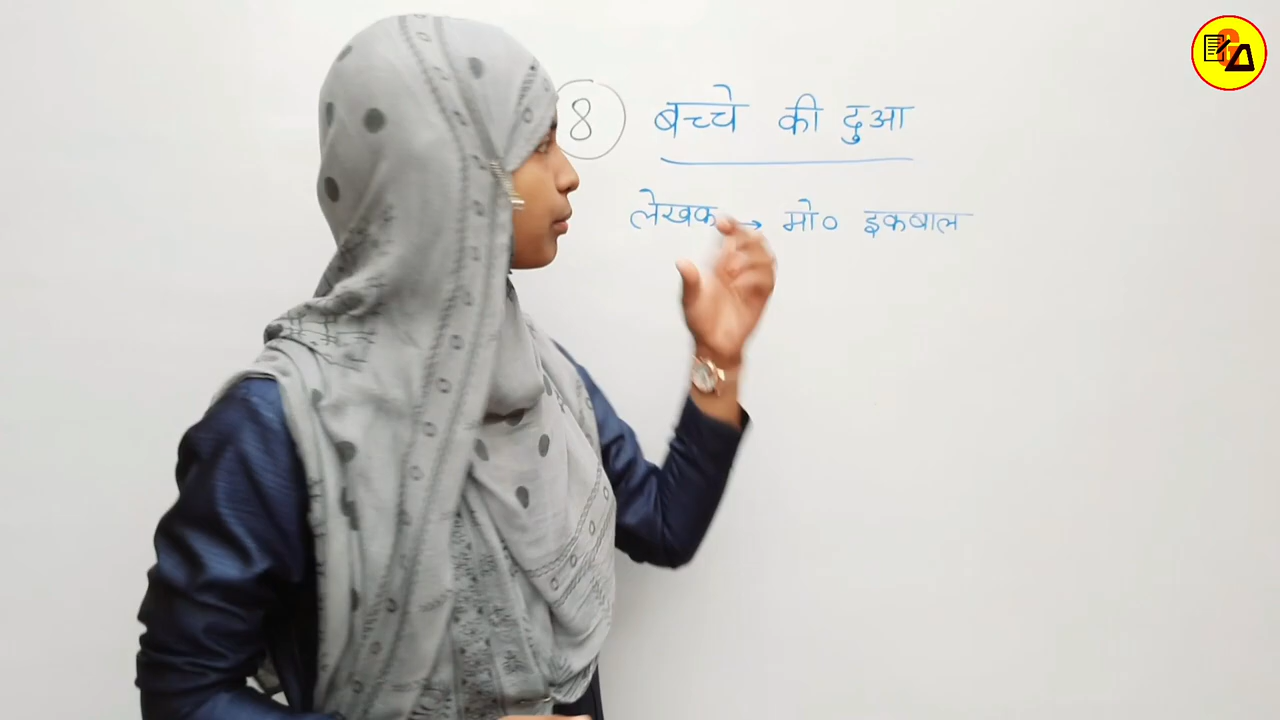 8 बच्चे की दुआ
लेखक → मो० इकबाल